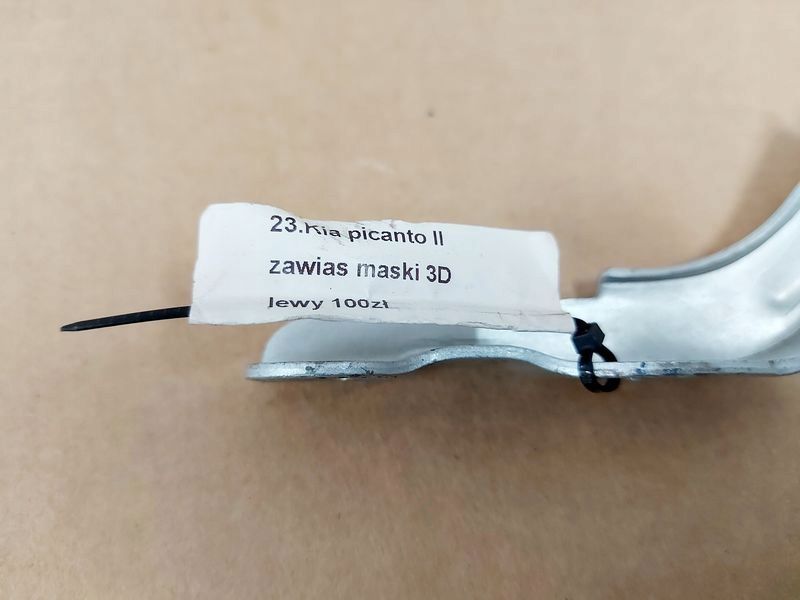 23.Kia picanto II
zawias maski 3D
lewy 100zł